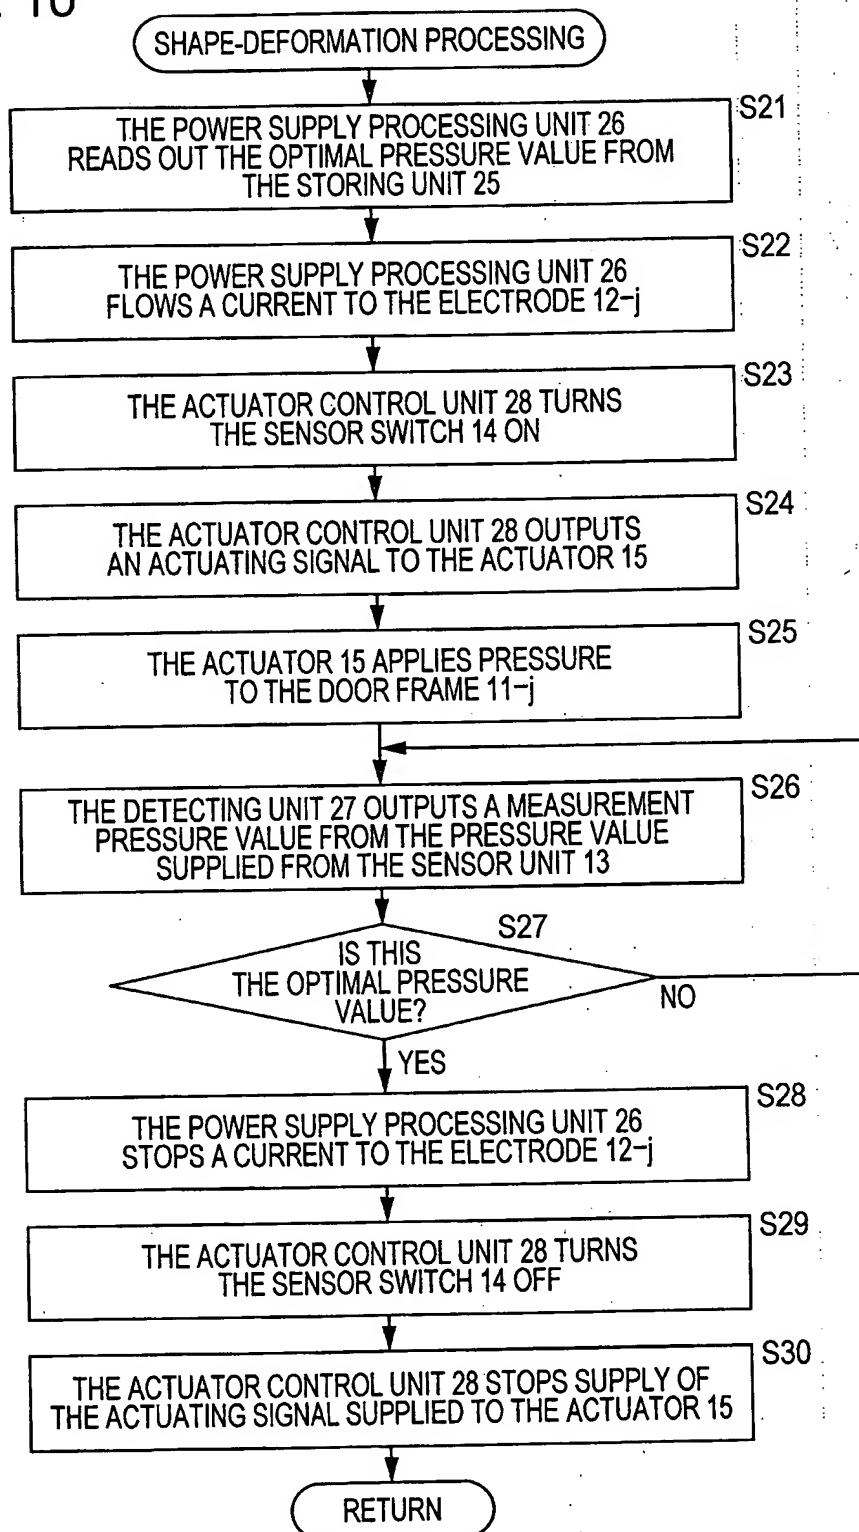 . 10
SHAPE-DEFORMATION PROCESSING
S21
THE POWER SUPPLY PROCESSING UNIT 26
READS OUT THE OPTIMAL PRESSURE VALUE FROM
THE STORING UNIT 25
S22
THE POWER SUPPLY PROCESSING UNIT 26
FLOWS A CURRENT TO THE ELECTRODE 12-j
S23
THE ACTUATOR CONTROL UNIT 28 TURNS
THE SENSOR SWITCH 14 ON
S24
THE ACTUATOR CONTROL UNIT 28 OUTPUTS
AN ACTUATING SIGNAL TO THE ACTUATOR 15
S25
THE ACTUATOR 15 APPLIES PRESSURE
TO THE DOOR FRAME 11-j
S26
THE DETECTING UNIT 27 OUTPUTS A MEASUREMENT
PRESSURE VALUE FROM THE PRESSURE VALUE
SUPPLIED FROM THE SENSOR UNIT 13
S27
IS THIS
THE OPTIMAL PRESSURE
VALUE?
NO
YES
S28
THE POWER SUPPLY PROCESSING UNIT 26
STOPS A CURRENT TO THE ELECTRODE 12-j
S29
THE ACTUATOR CONTROL UNIT 28 TURNS
THE SENSOR SWITCH 14 OFF
S30
THE ACTUATOR CONTROL UNIT 28 STOPS SUPPLY OF
THE ACTUATING SIGNAL SUPPLIED TO THE ACTUATOR 15
RETURN